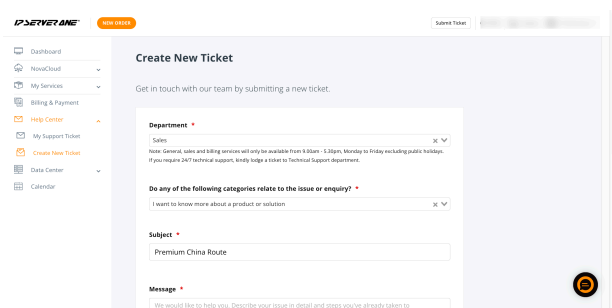 IPSERVERONE
NEW ORDER
Submit Ticket
Dashboard
NovaCloud
My Services
Billing & Payment
Help Center
My Support Ticket
Create New Ticket
Data Center
Calendar
Create New Ticket
Get in touch with our team by submitting a new ticket.
Department *
Sales
Note: General, sales and billing services will only be available from 9.00am - 5.30pm, Monday to Friday excluding public holidays.
If you require 24/7 technical support, kindly lodge a ticket to Technical Support department.
Do any of the following categories relate to the issue or enquiry? *
I want to know more about a product or solution
Subject *
Premium China Route
Message *
We would like to help you. Describe your issue in detail and steps you've already taken to